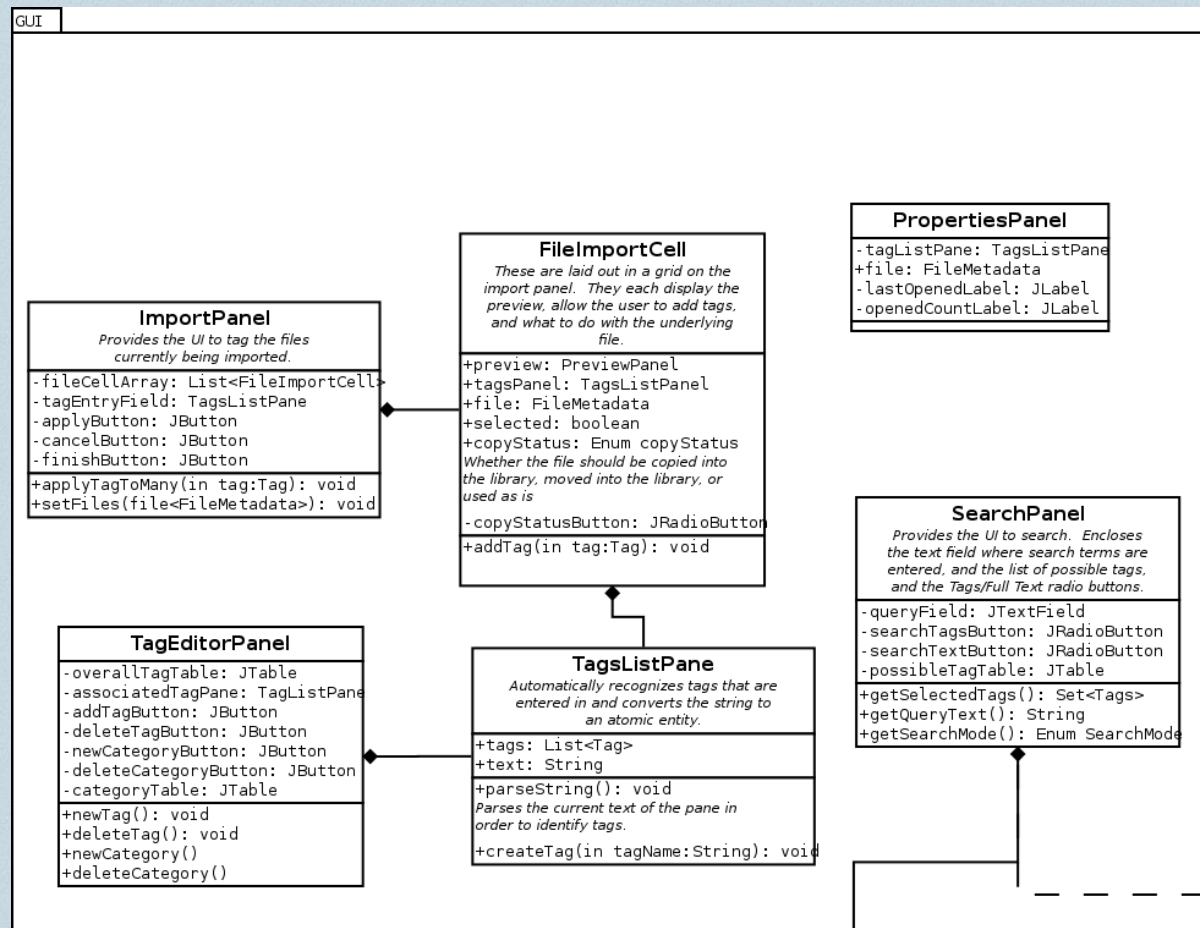 GUI
PropertiesPanel
-tagListPane: TagsListPane
+file: FileMetadata
-lastOpenedLabel: JLabel
-openedCountLabel: JLabel
FileImportCell
These are laid out in a grid on the
import panel. They each display the
preview, allow the user to add tags,
and what to do with the underlying
file.
+preview: PreviewPanel
+tagsPanel: TagsListPanel
+file: FileMetadata
+selected: boolean
+copyStatus: Enum copyStatus
Whether the file should be copied into
the library, moved into the library, or
used as is
-copyStatusButton: JRadioButton
+addTag(in tag:Tag): void
ImportPanel
Provides the UI to tag the files
currently being imported.
-fileCellArray: List<FileImportCell>
-tagEntryField: TagsListPane
-applyButton: JButton
-cancelButton: JButton
-finishButton: JButton
+applyTagToMany(in tag:Tag): void
+setFiles(file<FileMetadata>): void
SearchPanel
Provides the UI to search. Encloses
the text field where search terms are
entered, and the list of possible tags,
and the Tags/Full Text radio buttons.
-queryField: JTextField
-searchTagsButton: JRadioButton
-searchTextButton: JRadioButton
-possibleTagTable: JTable
+getSelectedTags(): Set<Tags>
+getQueryText(): String
+getSearchMode(): Enum SearchMode
TagEditorPanel
-overallTagTable: JTable
-associatedTagPane: TagListPane
-addTagButton: JButton
-deleteTagButton: JButton
-newCategoryButton: JButton
-deleteCategoryButton: JButton
-categoryTable: JTable
+newTag(): void
+deleteTag(): void
+newCategory()
+deleteCategory()
TagsListPane
Automatically recognizes tags that are
entered in and converts the string to
an atomic entity.
+tags: List<Tag>
+text: String
+parseString(): void
Parses the current text of the pane in
order to identify tags.
+createTag(in tagName:String): void